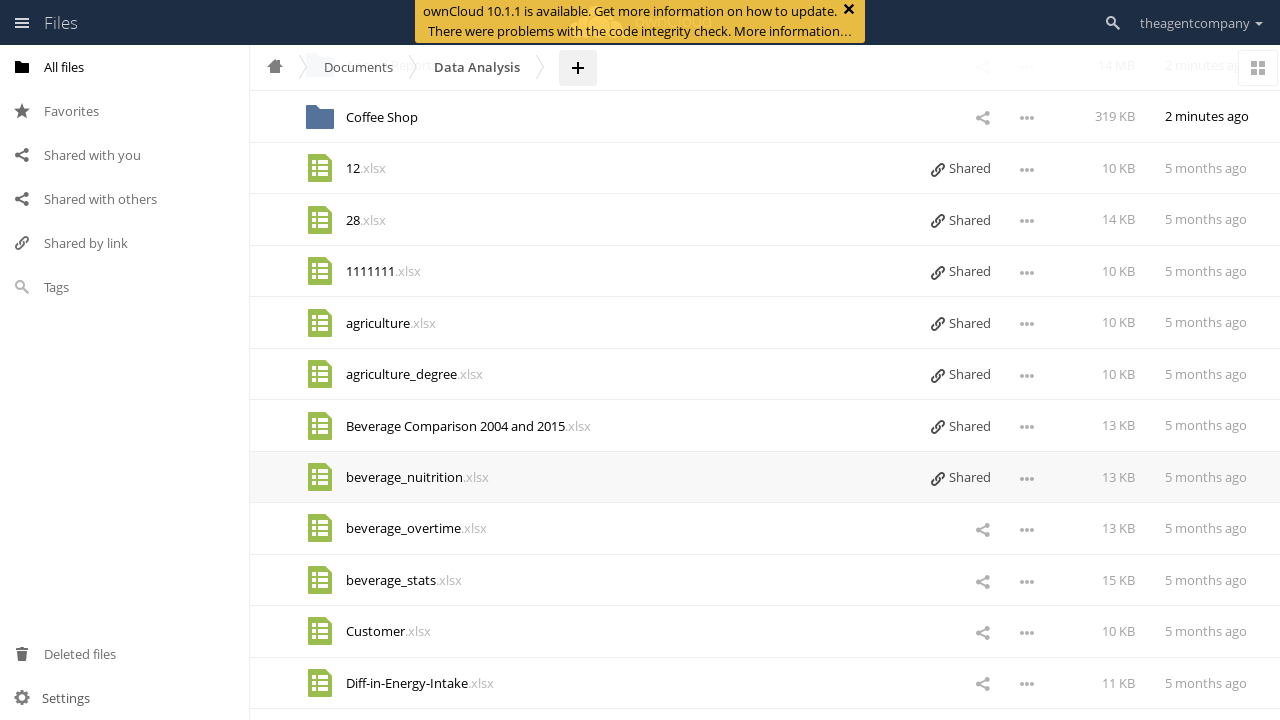 Files
ownCloud 10.1.1 is available. Get more information on how to update.
There were problems with the code integrity check. More information…
theagentcompany
All files
Favorites
Shared with you
Shared with others
Shared by link
Tags
Deleted files
Settings
Documents
Data Analysis
14 MB
Coffee Shop 319 KB 2 minutes ago
12.xlsx Shared 10 KB 5 months ago
28.xlsx Shared 14 KB 5 months ago
1111111.xlsx Shared 10 KB 5 months ago
agriculture.xlsx Shared 10 KB 5 months ago
agriculture_degree.xlsx Shared 10 KB 5 months ago
Beverage Comparison 2004 and 2015.xlsx Shared 13 KB 5 months ago
beverage_nuitrition.xlsx Shared 13 KB 5 months ago
beverage_overtime.xlsx 13 KB 5 months ago
beverage_stats.xlsx 15 KB 5 months ago
Customer.xlsx 10 KB 5 months ago
Diff-in-Energy-Intake.xlsx 11 KB 5 months ago